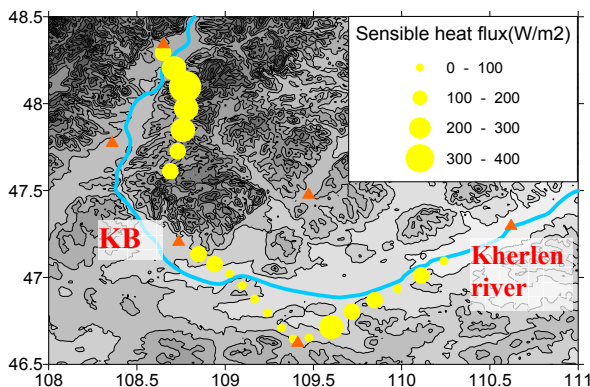 48.5
48
47.5
47
46.5
108
108.5
109
109.5
110
110.5
111
Sensible heat flux(W/m2)
0 - 100
100 - 200
200 - 300
300 - 400
KB
Kherlen
river